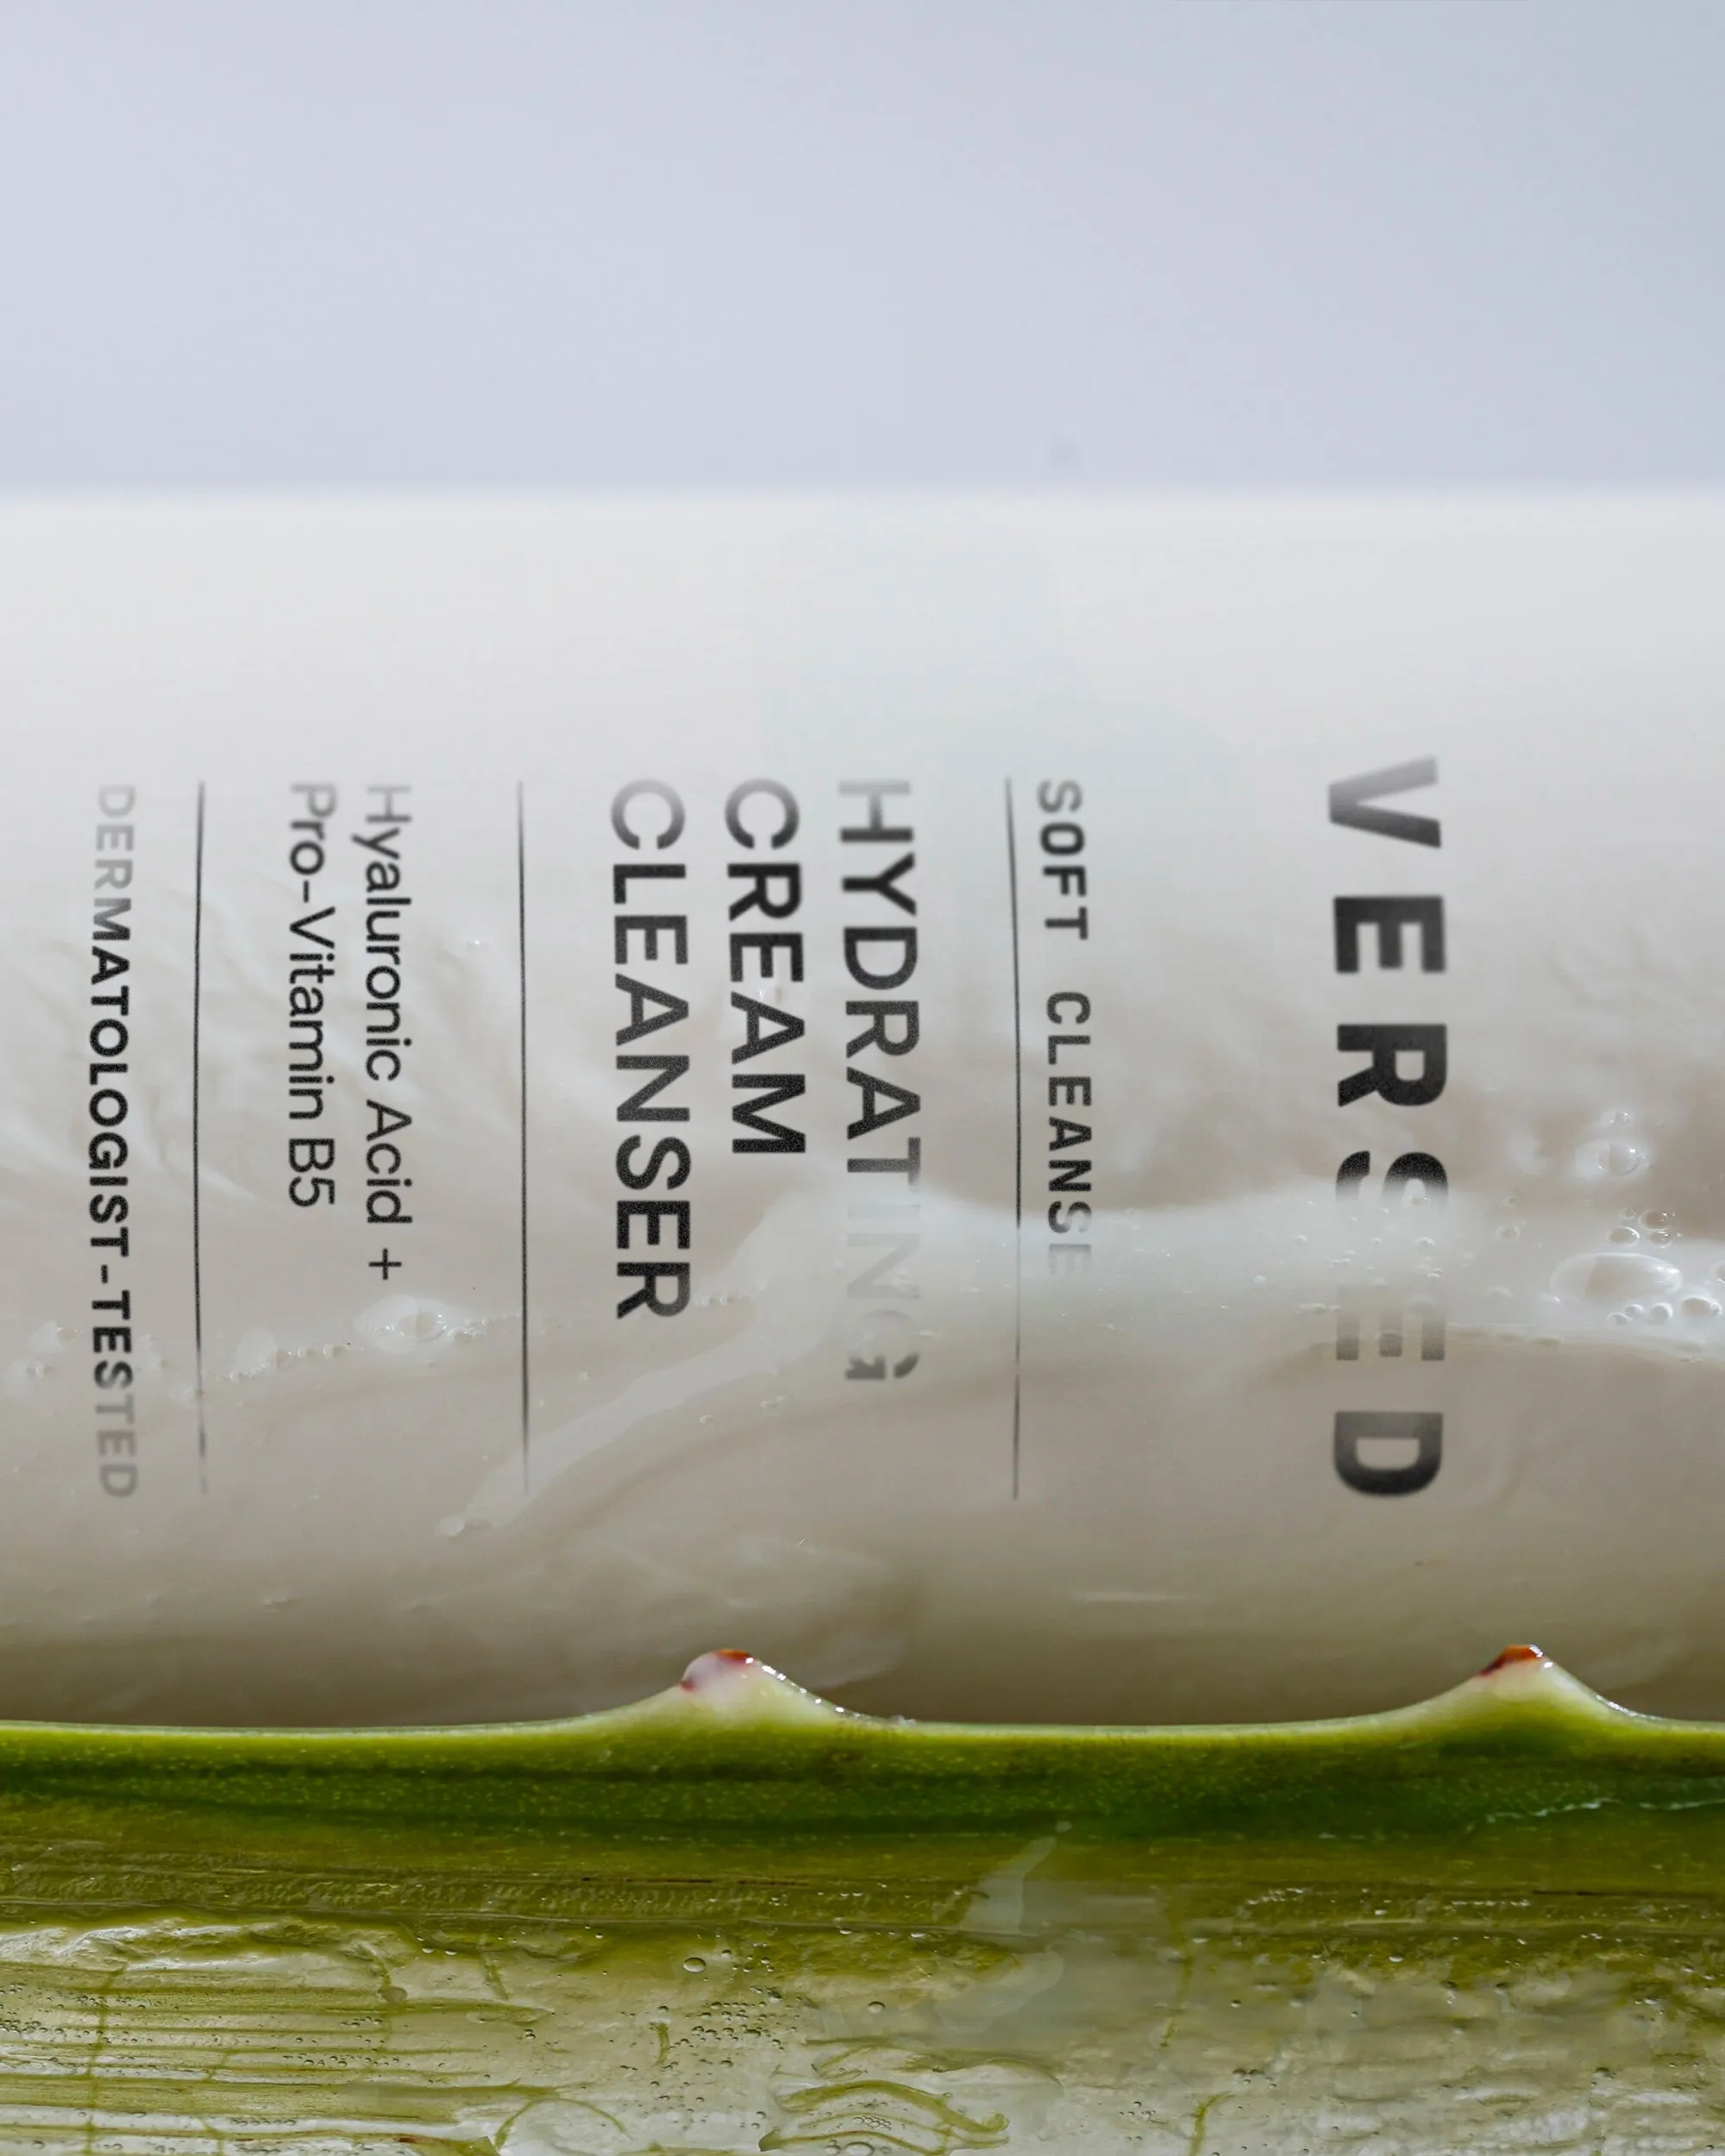 VERSED
SOFT CLEANSE
HYDRATING
CREAM
CLEANSER
Hyaluronic Acid +
Pro-Vitamin B5
DERMATOLOGIST-TESTED